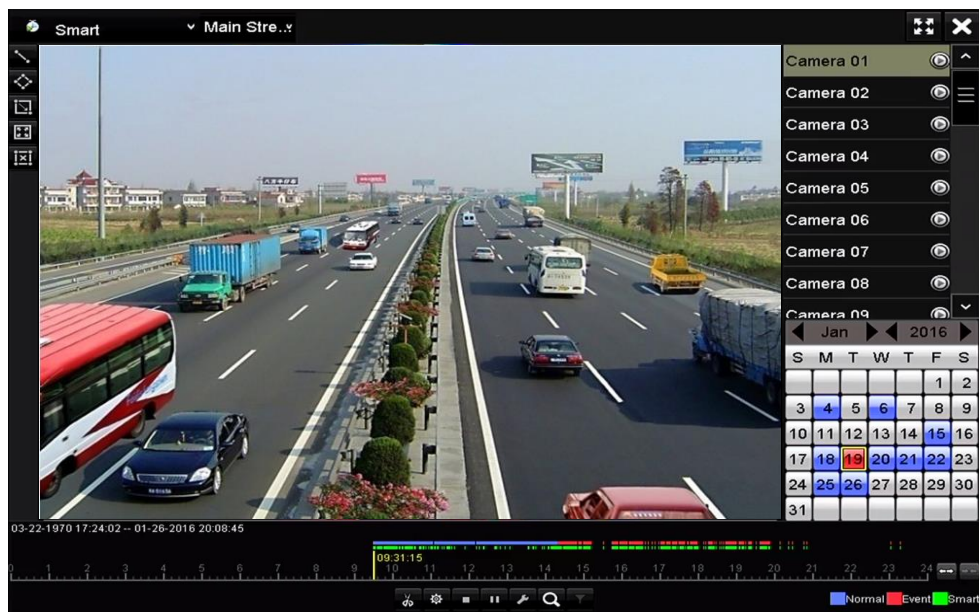 Smart Main Stre...
Camera 01
Camera 02
Camera 03
Camera 04
Camera 05
Camera 06
Camera 07
Camera 08
Camera 09
Jan 2016
S M T W T F S
1 2
3 4 5 6 7 8 9
10 11 12 13 14 15 16
17 18 19 20 21 22 23
24 25 26 27 28 29 30
31
03-22-1970 17:24:02 -- 01-26-2016 20:08:45
09:31:15
0 1 2 3 4 5 6 7 8 9 10 11 12 13 14 15 16 17 18 19 20 21 22 23 24
Normal Event Smart